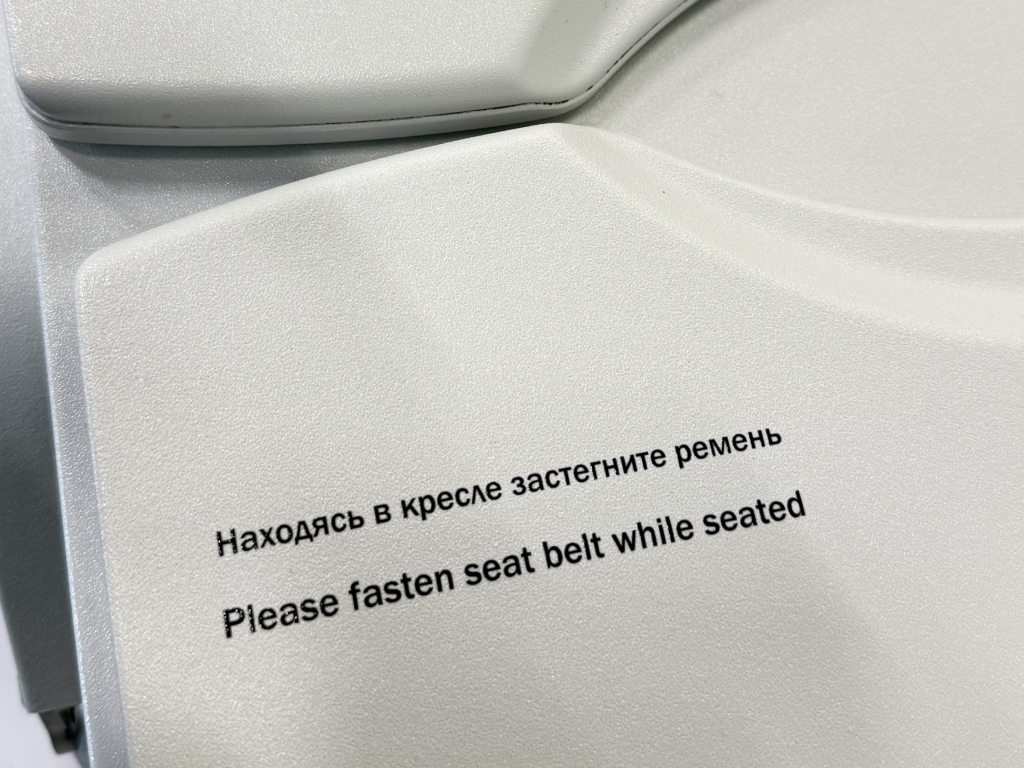 Находясь в кресле застегните ремень
Please fasten seat belt while seated